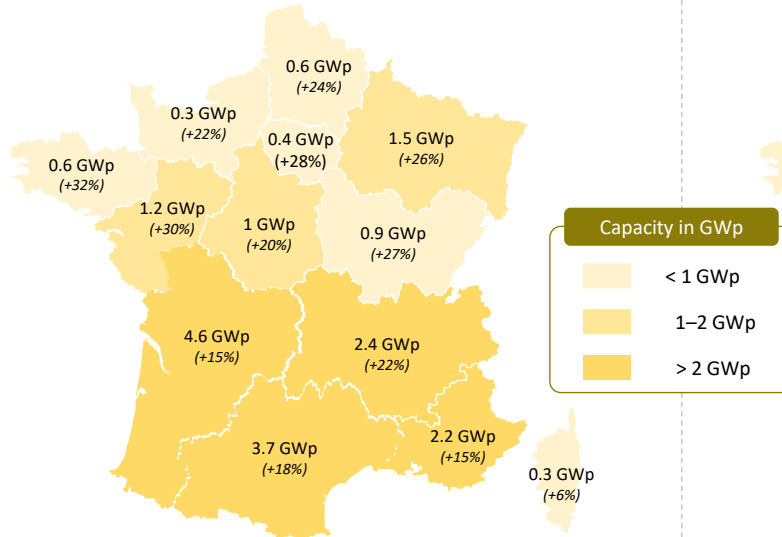 0.6 GWp
(+24%)
0.3 GWp
(+22%)
0.4 GWp
(+28%)
1.5 GWp
(+26%)
0.6 GWp
(+32%)
1.2 GWp
(+30%)
1 GWp
(+20%)
0.9 GWp
(+27%)
4.6 GWp
(+15%)
2.4 GWp
(+22%)
3.7 GWp
(+18%)
2.2 GWp
(+15%)
0.3 GWp
(+6%)
Capacity in GWp
< 1 GWp
1–2 GWp
> 2 GWp